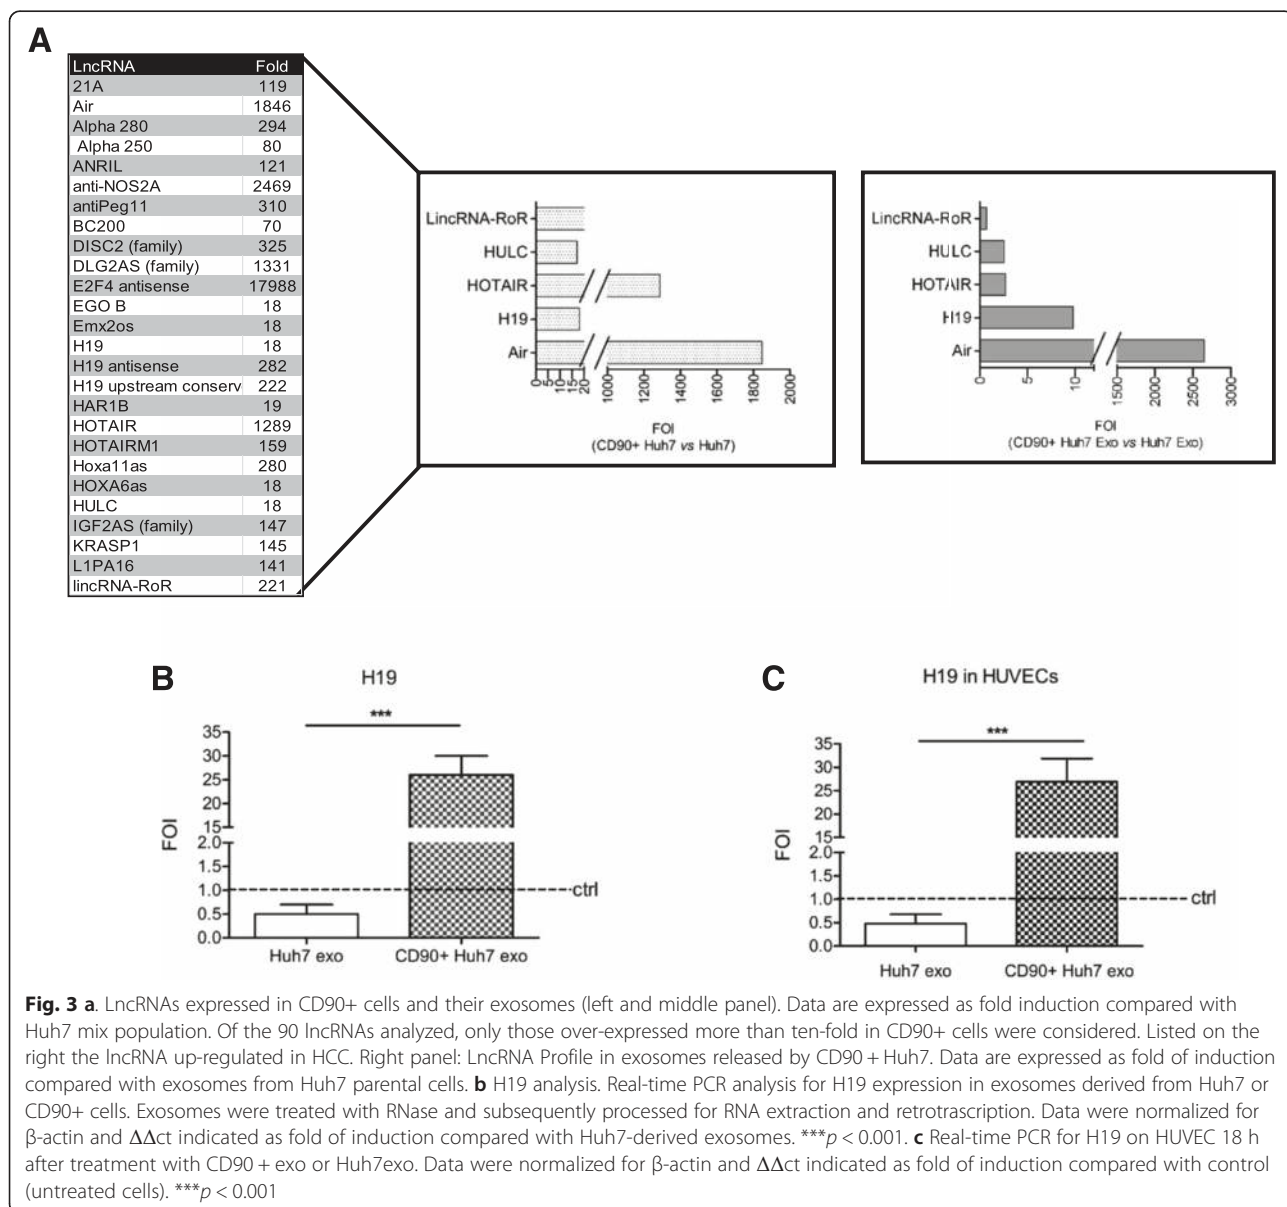 A
LncRNA Fold
21A 119
Air 1846
Alpha 280 294
Alpha 250 80
ANRIL 121
anti-NOS2A 2469
antiPeg11 310
BC200 70
DISC2 (family) 325
DLG2AS (family) 1331
E2F4 antisense 17988
EGO B 18
Emx2os 18
H19 18
H19 antisense 282
H19 upstream conserv 222
HAR1B 19
HOTAIR 1289
HOTAIRM1 159
Hoxa11as 280
HOXA6as 18
HULC 18
IGF2AS (family) 147
KRASP1 145
L1PA16 141
lincRNA-RoR 221
LincRNA-RoR
HULC
HOTAIR
H19
Air
0 5 10 15 20 1000 1200 1400 1600 1800 2000
FOI
(CD90+ Huh7 vs Huh7)
LincRNA-RoR
HULC
HOTAIR
H19
Air
0 5 10 1500 2000 2500 3000
FOI
(CD90+ Huh7 Exo vs Huh7 Exo)
B
H19
***
35
30
25
20
15
2.0
1.5
1.0
0.5
0.0
FOI
ctrl
Huh7 exo CD90+ Huh7 exo
C
H19 in HUVECs
***
35
30
25
20
15
2.0
1.5
1.0
0.5
0.0
FOI
ctrl
Huh7 exo CD90+ Huh7 exo
Fig. 3 a. LncRNAs expressed in CD90+ cells and their exosomes (left and middle panel). Data are expressed as fold induction compared with
Huh7 mix population. Of the 90 lncRNAs analyzed, only those over-expressed more than ten-fold in CD90+ cells were considered. Listed on the
right the lncRNA up-regulated in HCC. Right panel: LncRNA Profile in exosomes released by CD90 + Huh7. Data are expressed as fold of induction
compared with exosomes from Huh7 parental cells. b H19 analysis. Real-time PCR analysis for H19 expression in exosomes derived from Huh7 or
CD90+ cells. Exosomes were treated with RNase and subsequently processed for RNA extraction and retrotrascription. Data were normalized for
β-actin and ΔΔct indicated as fold of induction compared with Huh7-derived exosomes. ***p < 0.001. c Real-time PCR for H19 on HUVEC 18 h
after treatment with CD90 + exo or Huh7exo. Data were normalized for β-actin and ΔΔct indicated as fold of induction compared with control
(untreated cells). ***p < 0.001